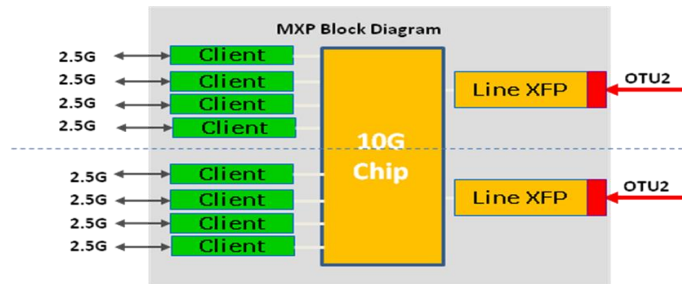 MXP Block Diagram
2.5G Client
2.5G Client
2.5G Client
2.5G Client
Line XFP OTU2
10G
Chip
2.5G Client
2.5G Client
2.5G Client
2.5G Client
Line XFP OTU2